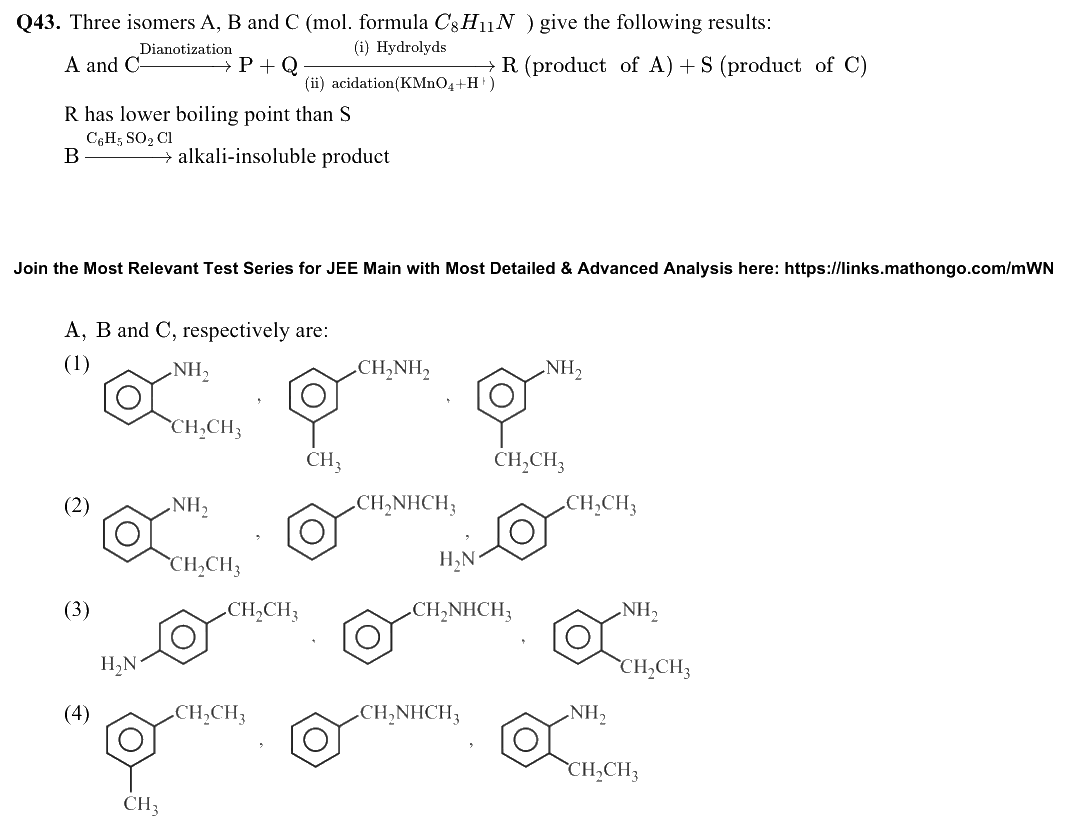 Q43. Three isomers A, B and C (mol. formula C₈H₁₁N ) give the following results:
Dianotization (i) Hydrolyds
A and C ⟶ P + Q ⟶ R (product of A) + S (product of C)
(ii) acidation(KMnO₄+H⁺)
R has lower boiling point than S
C₆H₅ SO₂ Cl
B ⟶ alkali-insoluble product
Join the Most Relevant Test Series for JEE Main with Most Detailed & Advanced Analysis here: https://links.mathongo.com/mWN
A, B and C, respectively are:
(1) NH₂ , CH₂NH₂ , NH₂
CH₂CH₃
CH₃ CH₂CH₃
(2) NH₂ , CH₂NHCH₃ , CH₂CH₃
CH₂CH₃ H₂N
(3) CH₂CH₃ , CH₂NHCH₃ , NH₂
H₂N CH₂CH₃
(4) CH₂CH₃ , CH₂NHCH₃ , NH₂
CH₂CH₃
CH₃